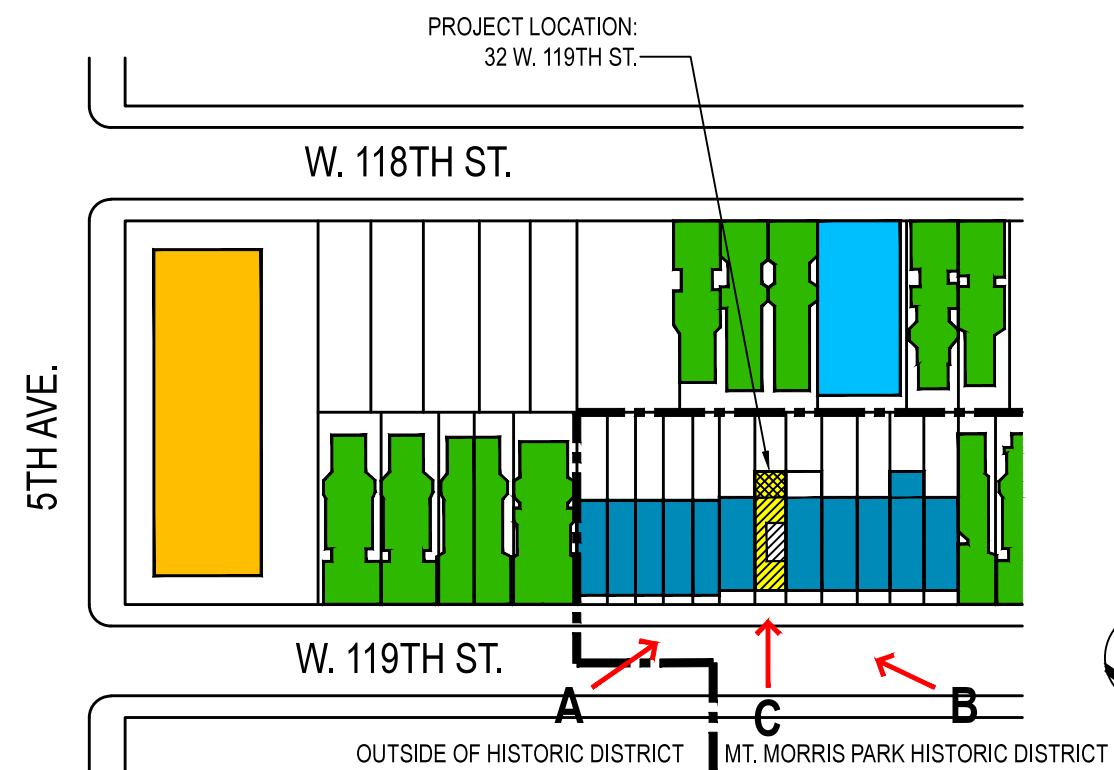 PROJECT LOCATION:
32 W. 119TH ST.
W. 118TH ST.
5TH AVE.
W. 119TH ST.
A
C
B
OUTSIDE OF HISTORIC DISTRICT
MT. MORRIS PARK HISTORIC DISTRICT